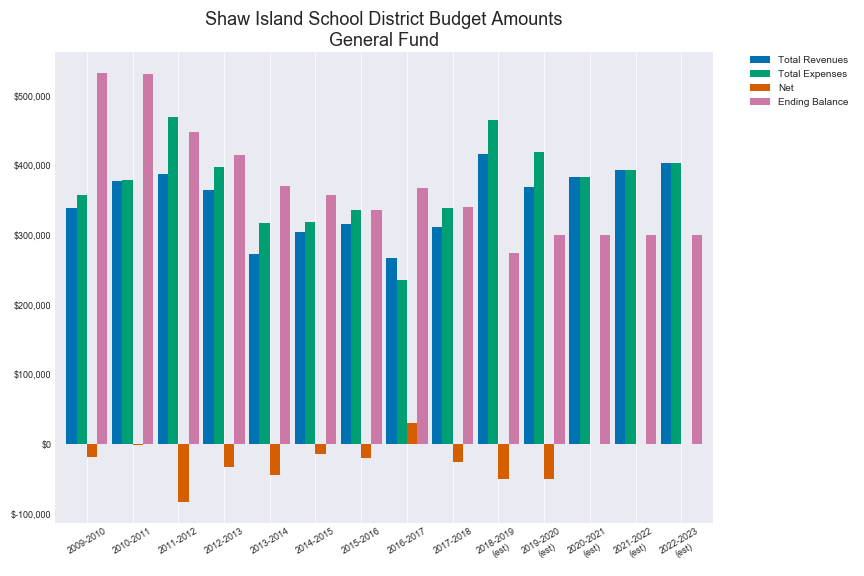 Shaw Island School District Budget Amounts
General Fund
Total Revenues
Total Expenses
Net
Ending Balance
$500,000
$400,000
$300,000
$200,000
$100,000
$0
$-100,000
2009-2010
2010-2011
2011-2012
2012-2013
2013-2014
2014-2015
2015-2016
2016-2017
2017-2018
2018-2019
(est)
2019-2020
(est)
2020-2021
(est)
2021-2022
(est)
2022-2023
(est)